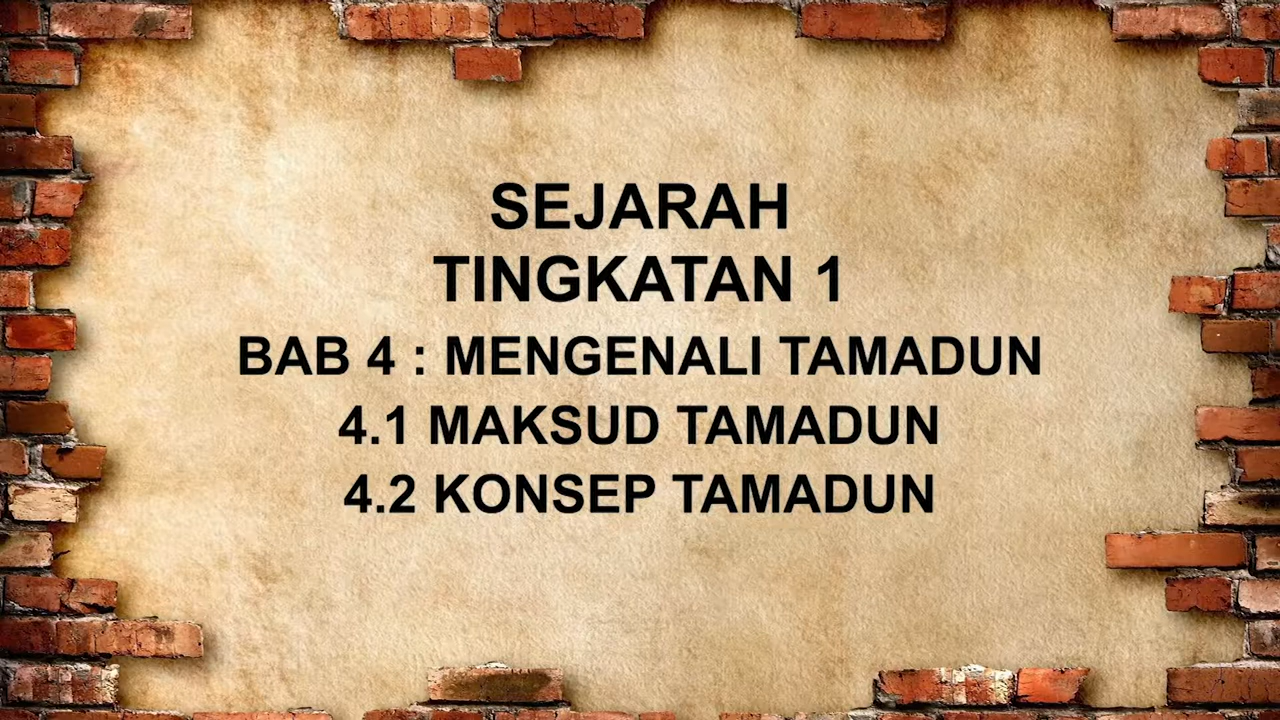 SEJARAH
TINGKATAN 1
BAB 4 : MENGENALI TAMADUN
4.1 MAKSUD TAMADUN
4.2 KONSEP TAMADUN